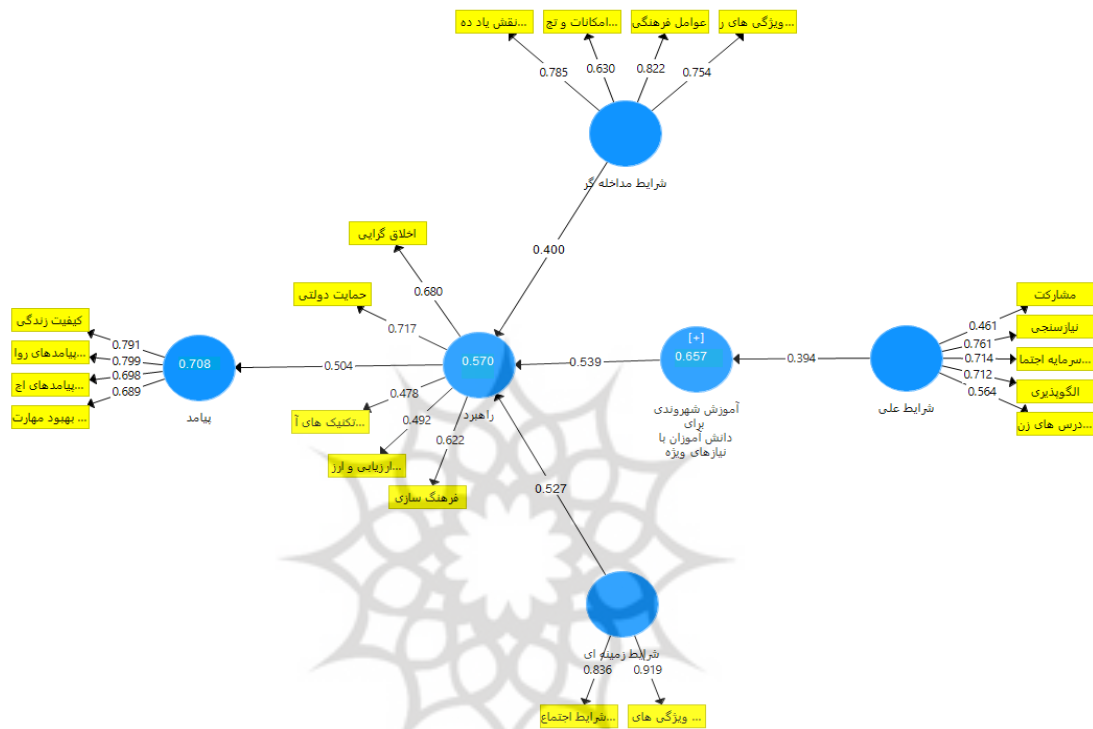 ویژگی های ر...
عوامل فرهنگی
امکانات و تج...
نقش یاد ده...
0.754
0.822
0.630
0.785
شرایط مداخله گر
0.400
اخلاق گرایی
0.680
حمایت دولتی
0.717
مشارکت
0.461
نیازسنجی
0.761
سرمایه اجتما...
0.714
الگوپذیری
0.712
درس های زن...
0.564
شرایط علی
0.394
[+]
0.657
آموزش شهروندی
برای
دانش آموزان با
نیازهای ویژه
0.539
0.570
راهبرد
0.504
0.478
تکنیک های آ...
0.492
ارزیابی و ارز...
0.622
فرهنگ سازی
کیفیت زندگی
0.791
پیامدهای روا...
0.799
پیامدهای اج...
0.698
بهبود مهارت ...
0.689
0.708
پیامد
0.527
شرایط زمینه ای
0.919
0.836
ویژگی های ...
شرایط اجتماع...